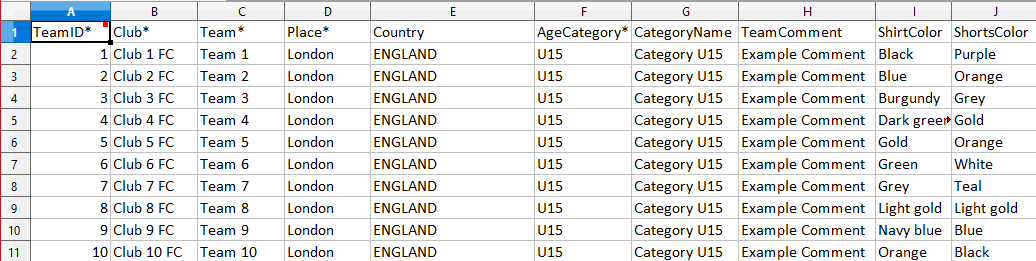 A B C D E F G H I J
1 TeamID* Club* Team* Place* Country AgeCategory* CategoryName TeamComment ShirtColor ShortsColor
2 1 Club 1 FC Team 1 London ENGLAND U15 Category U15 Example Comment Black Purple
3 2 Club 2 FC Team 2 London ENGLAND U15 Category U15 Example Comment Blue Orange
4 3 Club 3 FC Team 3 London ENGLAND U15 Category U15 Example Comment Burgundy Grey
5 4 Club 4 FC Team 4 London ENGLAND U15 Category U15 Example Comment Dark green Gold
6 5 Club 5 FC Team 5 London ENGLAND U15 Category U15 Example Comment Gold Orange
7 6 Club 6 FC Team 6 London ENGLAND U15 Category U15 Example Comment Green White
8 7 Club 7 FC Team 7 London ENGLAND U15 Category U15 Example Comment Grey Teal
9 8 Club 8 FC Team 8 London ENGLAND U15 Category U15 Example Comment Light gold Light gold
10 9 Club 9 FC Team 9 London ENGLAND U15 Category U15 Example Comment Navy blue Blue
11 10 Club 10 FC Team 10 London ENGLAND U15 Category U15 Example Comment Orange Black